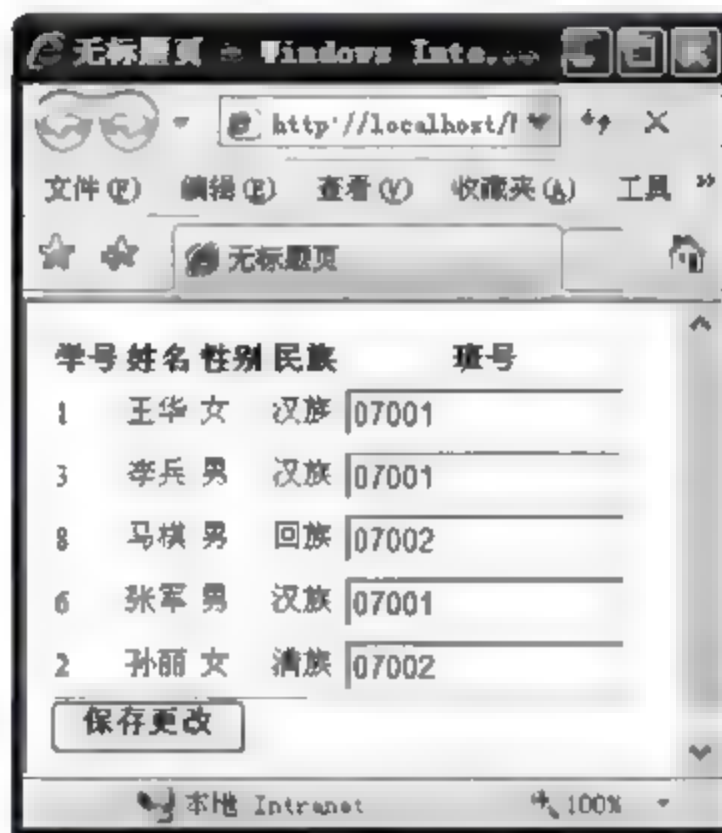 无标题页 - Windows Inte...
http://localhost/
文件(F) 编辑(E) 查看(V) 收藏夹(A) 工具 »
无标题页
学号 姓名 性别 民族 班号
1 王华 女 汉族 07001
3 李兵 男 汉族 07001
8 马棋 男 回族 07002
6 张军 男 汉族 07001
2 孙丽 女 满族 07002
保存更改
本地 Intranet 100%